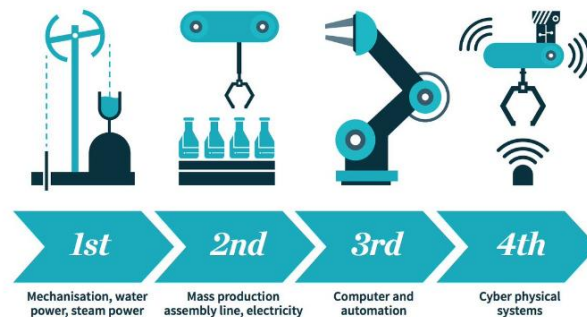 1st
2nd
3rd
4th
Mechanisation, water
power, steam power
Mass production
assembly line, electricity
Computer and
automation
Cyber physical
systems